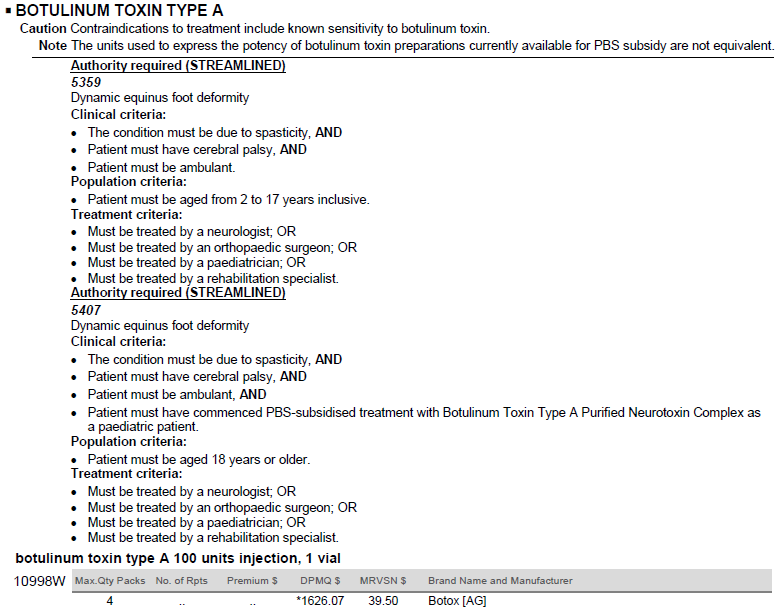 ▪ BOTULINUM TOXIN TYPE A
Caution Contraindications to treatment include known sensitivity to botulinum toxin.
Note The units used to express the potency of botulinum toxin preparations currently available for PBS subsidy are not equivalent.
Authority required (STREAMLINED)
5359
Dynamic equinus foot deformity
Clinical criteria:
• The condition must be due to spasticity, AND
• Patient must have cerebral palsy, AND
• Patient must be ambulant.
Population criteria:
• Patient must be aged from 2 to 17 years inclusive.
Treatment criteria:
• Must be treated by a neurologist; OR
• Must be treated by an orthopaedic surgeon; OR
• Must be treated by a paediatrician; OR
• Must be treated by a rehabilitation specialist.
Authority required (STREAMLINED)
5407
Dynamic equinus foot deformity
Clinical criteria:
• The condition must be due to spasticity, AND
• Patient must have cerebral palsy, AND
• Patient must be ambulant, AND
• Patient must have commenced PBS-subsidised treatment with Botulinum Toxin Type A Purified Neurotoxin Complex as
a paediatric patient.
Population criteria:
• Patient must be aged 18 years or older.
Treatment criteria:
• Must be treated by a neurologist; OR
• Must be treated by an orthopaedic surgeon; OR
• Must be treated by a paediatrician; OR
• Must be treated by a rehabilitation specialist.
botulinum toxin type A 100 units injection, 1 vial
10998W Max.Qty Packs No. of Rpts Premium $ DPMQ $ MRVSN $ Brand Name and Manufacturer
4 .. .. *1626.07 39.50 Botox [AG]